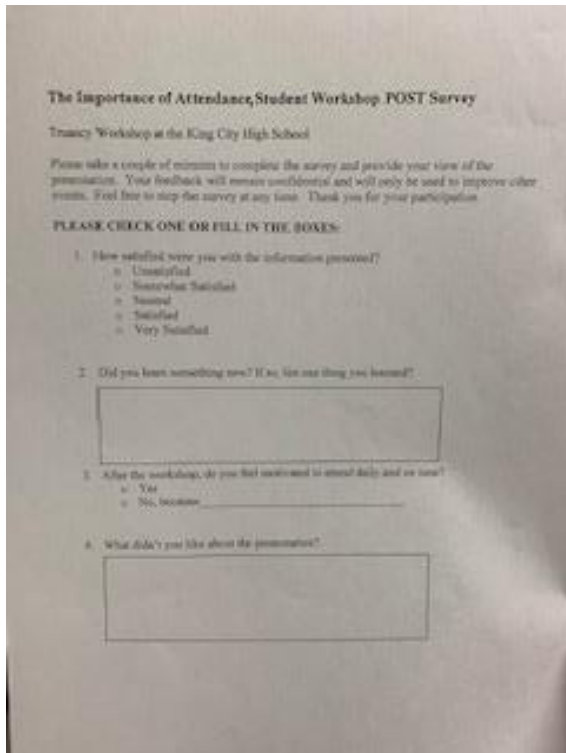 The Importance of Attendance, Student Workshop POST Survey
Truancy Workshop at the King City High School
Please take a couple of minutes to complete the survey and provide your view of the
presentation. Your feedback will remain confidential and will only be used to improve other
events. Feel free to stop the survey at any time. Thank you for your participation
PLEASE CHECK ONE OR FILL IN THE BOXES:
1. How satisfied were you with the information presented?
o Unsatisfied
o Somewhat Satisfied
o Neutral
o Satisfied
o Very Satisfied
2. Did you learn something new? If so, list one thing you learned?
3. After the workshop, do you feel motivated to attend daily and on time?
o Yes
o No, because
4. What didn't you like about the presentation?